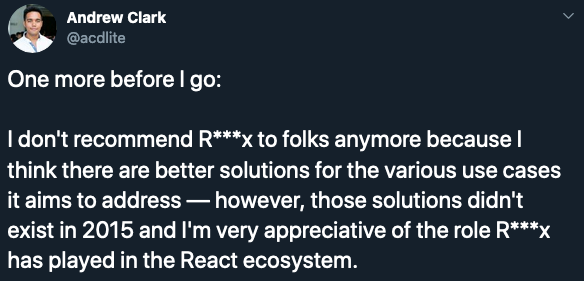 Andrew Clark
@acdlite
One more before I go:
I don't recommend R***x to folks anymore because I
think there are better solutions for the various use cases
it aims to address — however, those solutions didn't
exist in 2015 and I'm very appreciative of the role R***x
has played in the React ecosystem.